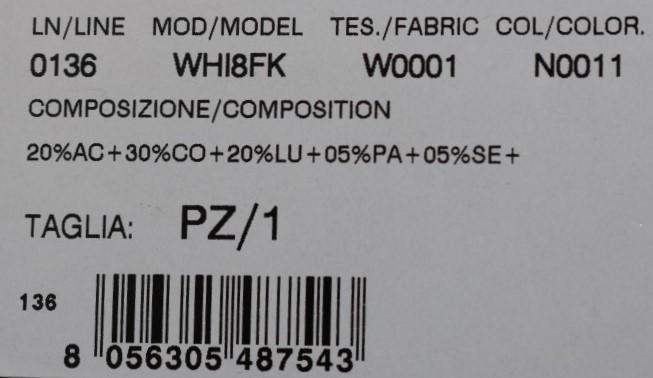 LN/LINE MOD/MODEL TES./FABRIC COL/COLOR.
0136 WHI8FK W0001 N0011
COMPOSIZIONE/COMPOSITION
20%AC+30%CO+20%LU+05%PA+05%SE+
TAGLIA: PZ/1
136
8 056305 487543